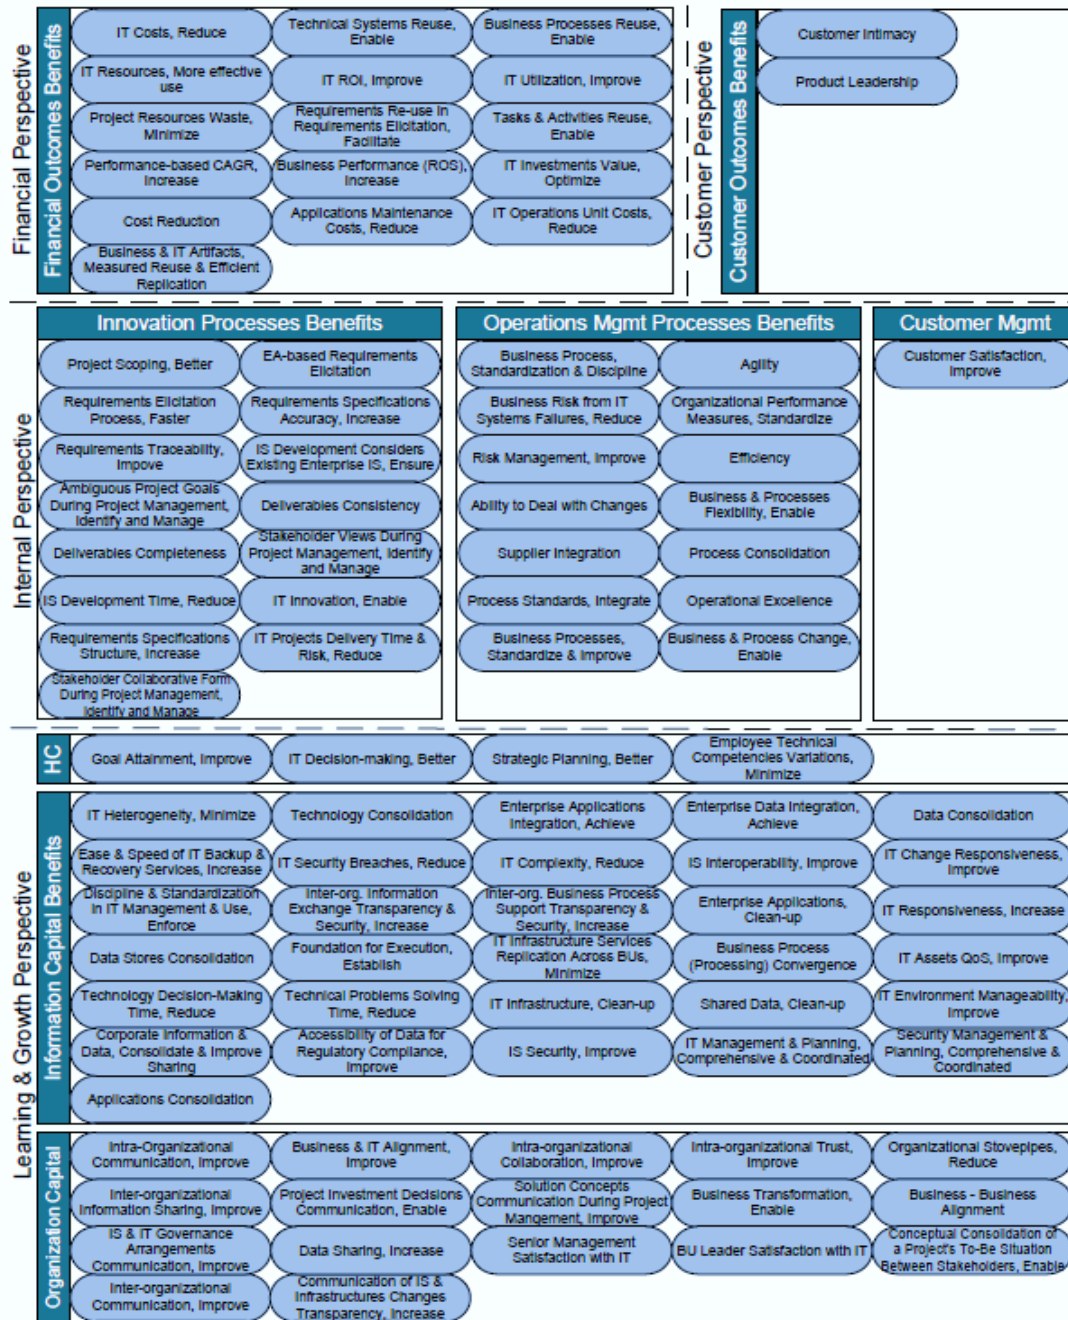 Financial Perspective
Financial Outcomes Benefits
IT Costs, Reduce
Technical Systems Reuse,
Enable
Business Processes Reuse,
Enable
IT Resources, More effective
use
IT ROI, Improve
IT Utilization, Improve
Project Resources Waste,
Minimize
Requirements Re-use in
Requirements Elicitation,
Facilitate
Tasks & Activities Reuse,
Enable
Performance-based CAGR,
Increase
Business Performance (ROS),
Increase
IT Investments Value,
Optimize
Cost Reduction
Applications Maintenance
Costs, Reduce
IT Operations Unit Costs,
Reduce
Business & IT Artifacts,
Measured Reuse & Efficient
Replication
Customer Perspective
Customer Outcomes Benefits
Customer Intimacy
Product Leadership
Internal Perspective
Innovation Processes Benefits
Project Scoping, Better
EA-based Requirements
Elicitation
Requirements Elicitation
Process, Faster
Requirements Specifications
Accuracy, Increase
Requirements Traceability,
Impove
IS Development Considers
Existing Enterprise IS, Ensure
Ambiguous Project Goals
During Project Management,
Identify and Manage
Deliverables Consistency
Deliverables Completeness
Stakeholder Views During
Project Management, Identify
and Manage
IS Development Time, Reduce
IT Innovation, Enable
Requirements Specifications
Structure, Increase
IT Projects Delivery Time &
Risk, Reduce
Stakeholder Collaborative Form
During Project Management,
Identify and Manage
Operations Mgmt Processes Benefits
Business Process,
Standardization & Discipline
Agility
Business Risk from IT
Systems Failures, Reduce
Organizational Performance
Measures, Standardize
Risk Management, Improve
Efficiency
Ability to Deal with Changes
Business & Processes
Flexibility, Enable
Supplier Integration
Process Consolidation
Process Standards, Integrate
Operational Excellence
Business Processes,
Standardize & Improve
Business & Process Change,
Enable
Customer Mgmt
Customer Satisfaction,
Improve
Learning & Growth Perspective
HC
Goal Attainment, Improve
IT Decision-making, Better
Strategic Planning, Better
Employee Technical
Competencies Variations,
Minimize
Information Capital Benefits
IT Heterogeneity, Minimize
Technology Consolidation
Enterprise Applications
Integration, Achieve
Enterprise Data Integration,
Achieve
Data Consolidation
Ease & Speed of IT Backup &
Recovery Services, Increase
IT Security Breaches, Reduce
IT Complexity, Reduce
IS Interoperability, Improve
IT Change Responsiveness,
Improve
Discipline & Standardization
in IT Management & Use,
Enforce
Inter-org. Information
Exchange Transparency &
Security, Increase
Inter-org. Business Process
Support Transparency &
Security, Increase
Enterprise Applications,
Clean-up
IT Responsiveness, Increase
Data Stores Consolidation
Foundation for Execution,
Establish
IT Infrastructure Services
Replication Across BUs,
Minimize
Business Process
(Processing) Convergence
IT Assets QoS, Improve
Technology Decision-Making
Time, Reduce
Technical Problems Solving
Time, Reduce
IT Infrastructure, Clean-up
Shared Data, Clean-up
IT Environment Manageability,
Improve
Corporate Information &
Data, Consolidate & Improve
Sharing
Accessibility of Data for
Regulatory Compliance,
Improve
IS Security, Improve
IT Management & Planning,
Comprehensive & Coordinated
Security Management &
Planning, Comprehensive &
Coordinated
Applications Consolidation
Organization Capital
Intra-Organizational
Communication, Improve
Business & IT Alignment,
Improve
Intra-organizational
Collaboration, Improve
Intra-organizational Trust,
Improve
Organizational Stovepipes,
Reduce
Inter-organizational
Information Sharing, Improve
Project Investment Decisions
Communication, Enable
Solution Concepts
Communication During Project
Mangement, Improve
Business Transformation,
Enable
Business - Business
Alignment
IS & IT Governance
Arrangements
Communication, Improve
Data Sharing, Increase
Senior Management
Satisfaction with IT
BU Leader Satisfaction with IT
Conceptual Consolidation of
a Project's To-Be Situation
Between Stakeholders, Enable
Inter-organizational
Communication, Improve
Communication of IS &
Infrastructures Changes
Transparency, Increase